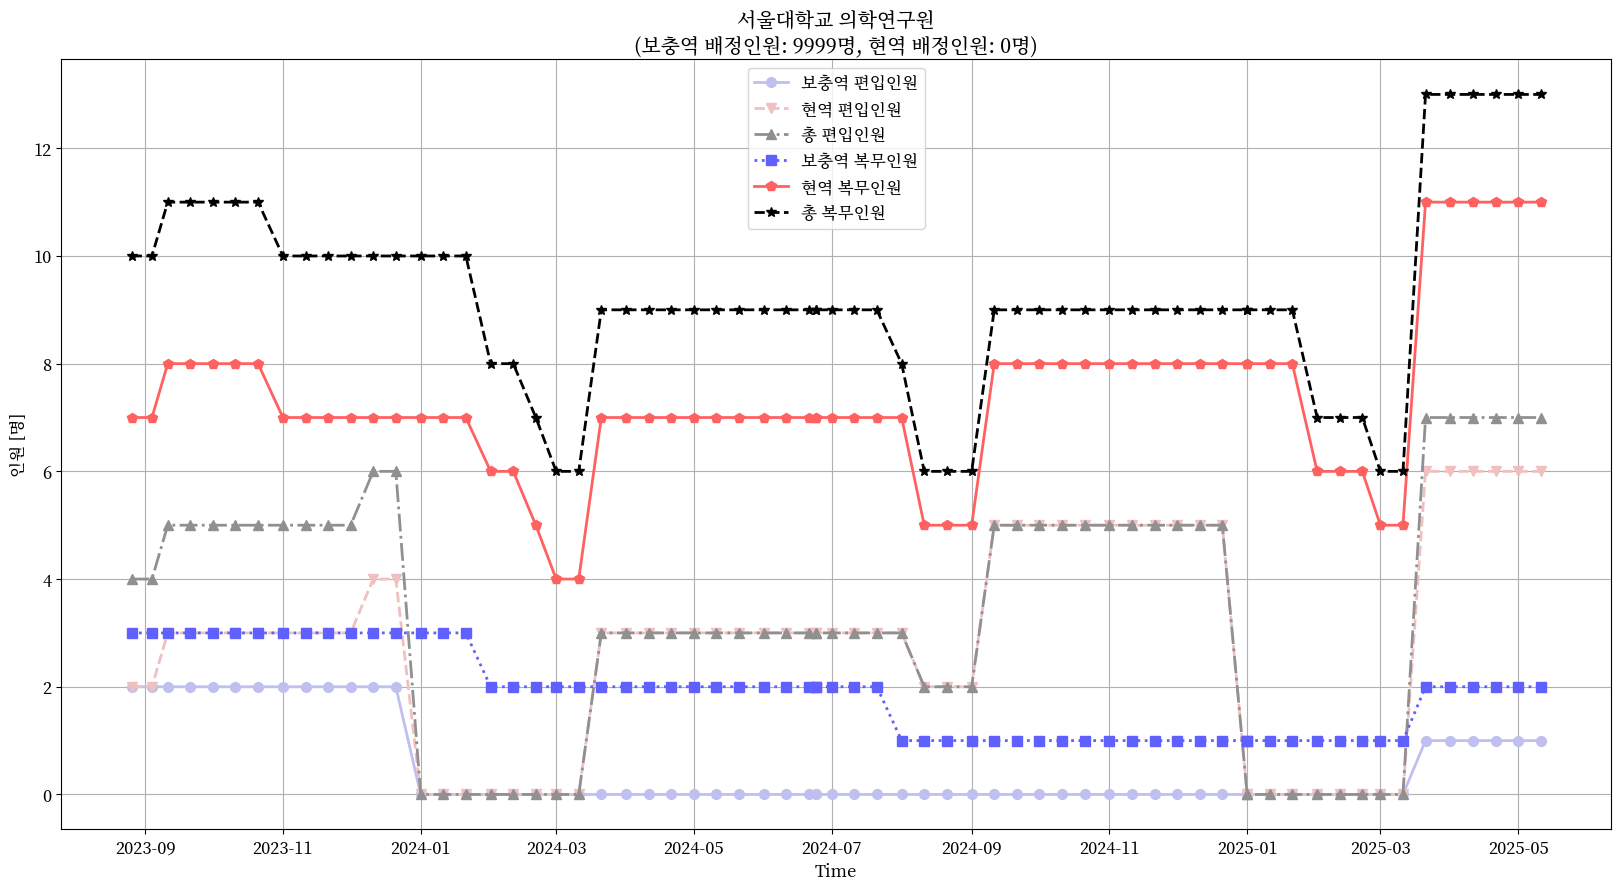 서울대학교 의학연구원
(보충역 배정인원: 9999명, 현역 배정인원: 0명)
보충역 편입인원
현역 편입인원
총 편입인원
보충역 복무인원
현역 복무인원
총 복무인원
인원 [명]
12
10
8
6
4
2
0
2023-09 2023-11 2024-01 2024-03 2024-05 2024-07 2024-09 2024-11 2025-01 2025-03 2025-05
Time